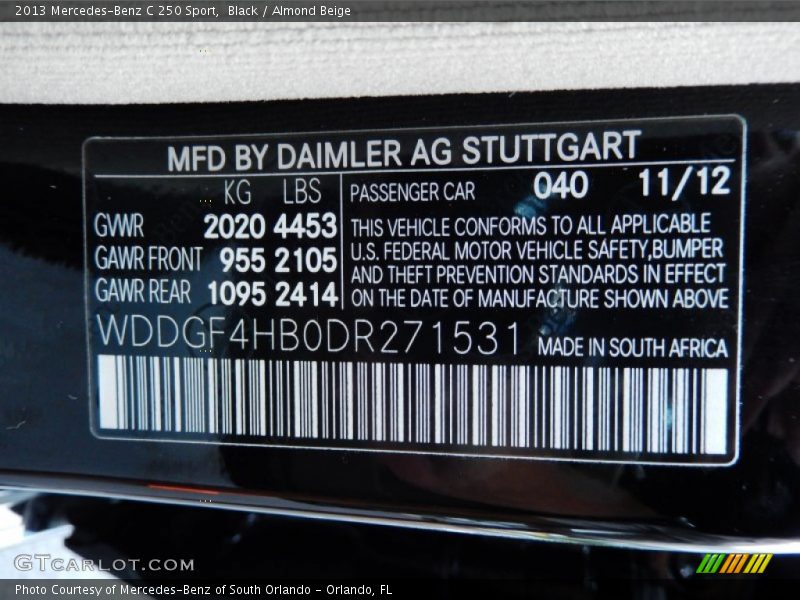 2013 Mercedes-Benz C 250 Sport,  Black / Almond Beige
MFD BY DAIMLER AG STUTTGART
KG LBS
GVWR 2020 4453
GAWR FRONT 955 2105
GAWR REAR 1095 2414
PASSENGER CAR 040 11/12
THIS VEHICLE CONFORMS TO ALL APPLICABLE
U.S. FEDERAL MOTOR VEHICLE SAFETY,BUMPER
AND THEFT PREVENTION STANDARDS IN EFFECT
ON THE DATE OF MANUFACTURE SHOWN ABOVE
WDDGF4HB0DR271531 MADE IN SOUTH AFRICA
GTCARLOT.COM
Photo Courtesy of Mercedes-Benz of South Orlando - Orlando, FL